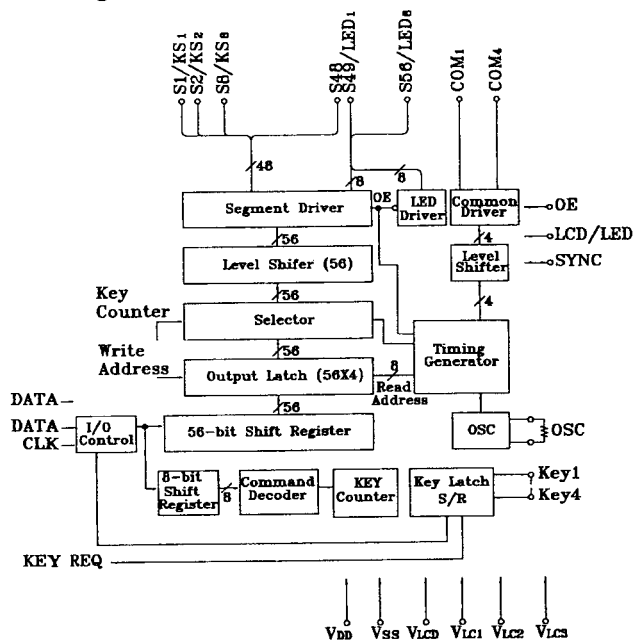 S1/KS1
S2/KS2
S8/KS8
S48
S49/LED1
S56/LED8
COM1
COM4
48
8
8
Segment Driver
OE
LED
Driver
Common
Driver
OE
56
4
LCD/LED
Level Shifer (56)
Level
Shifter
SYNC
56
4
Key
Counter
Selector
Timing
Generator
56
Write
Address
Output Latch (56X4)
8
Read
Address
56
DATA
DATA
CLK
I/O
Control
56-bit Shift Register
OSC
OSC
8-bit
Shift
Register
8
Command
Decoder
KEY
Counter
Key Latch
S/R
Key1
Key4
KEY REQ
VDD
VSS
VLCD
VLC1
VLC2
VLC3